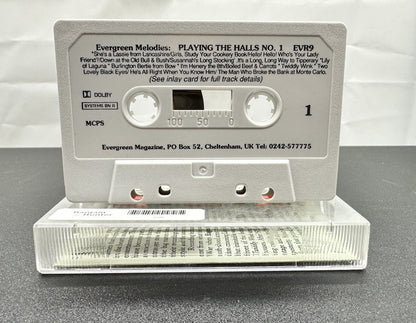 Evergreen Melodies: PLAYING THE HALLS NO. 1 EVR9
"She's a Lassie from Lancashire/Girls, Study Your Cookery Book/Hello! Hello! Who's Your Lady
Friend?/Down at the Old Bull & Bush/Susannah's Long Stocking'. It's a Long, Long Way to Tipperary "Lily
of Laguna " Burlington Bertie from Bow' "I'm Henery the 8th/Boiled Beef & Carrots " Twiddly Wink " Two
Lovely Black Eyes/ He's All Right When You Know Him/ The Man Who Broke the Bank at Monte Carlo.
(See inlay card for full track details)
DOLBY
SYSTEME BN R
MCPS
100 50 0
1
Evergreen Magazine, PO Box 52, Cheltenham, UK Tel: 0242-577775